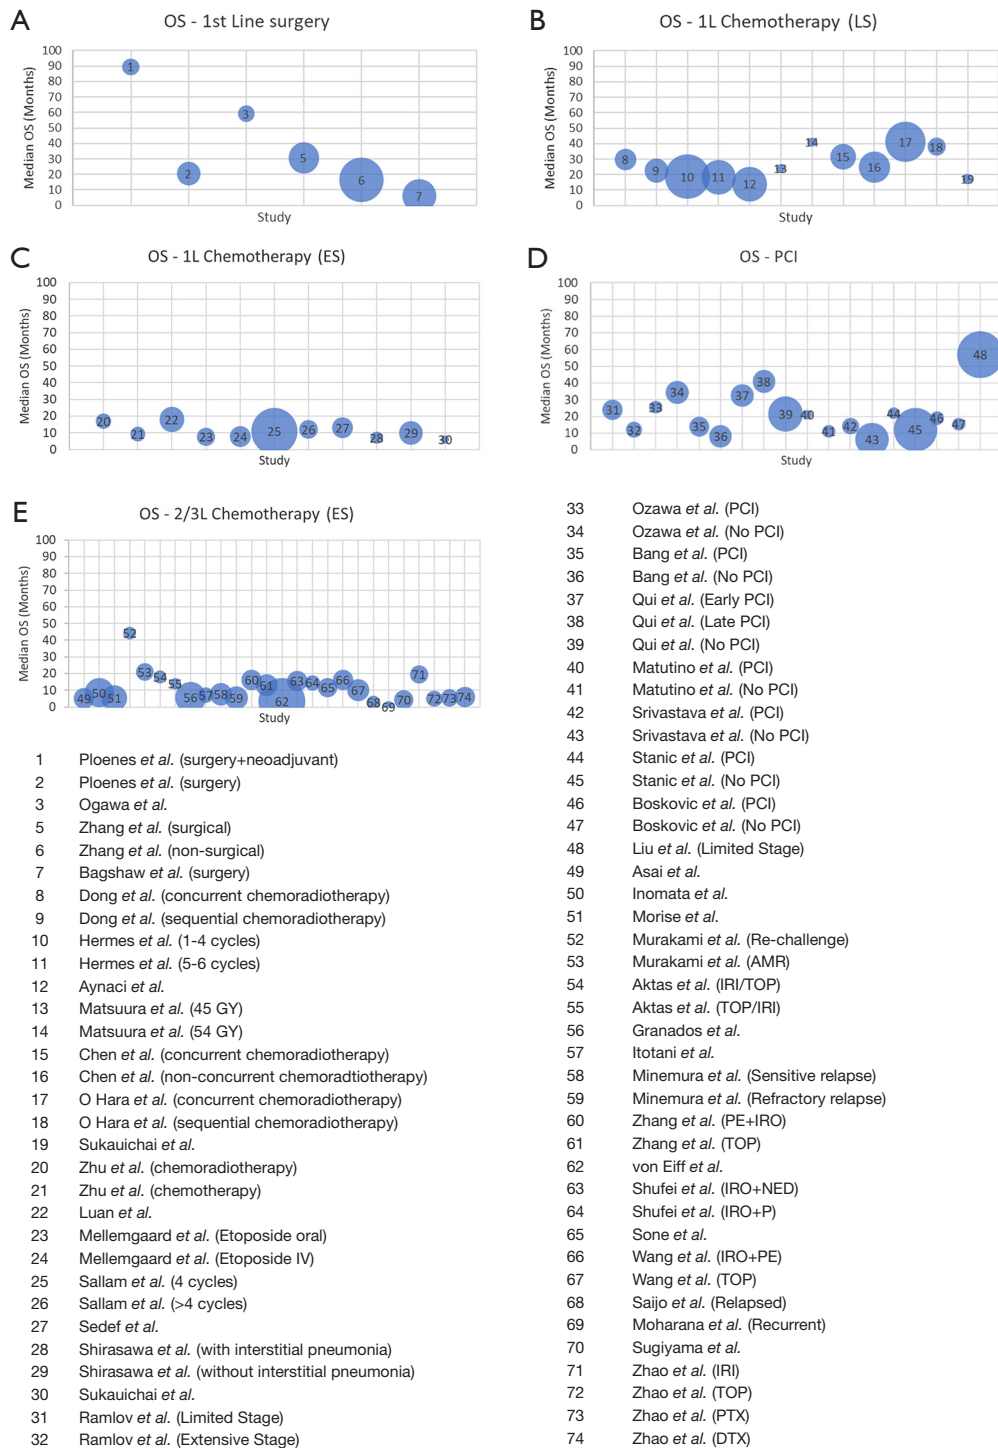 A
OS - 1st Line surgery
Median OS (Months)
100
90
80
70
60
50
40
30
20
10
0
1
2
3
5
6
7
Study
B
OS - 1L Chemotherapy (LS)
Median OS (Months)
100
90
80
70
60
50
40
30
20
10
0
8
9
10
11
12
13
14
15
16
17
18
19
Study
C
OS - 1L Chemotherapy (ES)
Median OS (Months)
100
90
80
70
60
50
40
30
20
10
0
20
21
22
23
24
25
26
27
28
29
30
Study
D
OS - PCI
Median OS (Months)
100
90
80
70
60
50
40
30
20
10
0
31
32
33
34
35
36
37
38
39
40
41
42
43
44
45
46
47
48
Study
E
OS - 2/3L Chemotherapy (ES)
Median OS (Months)
100
90
80
70
60
50
40
30
20
10
0
49
50
51
52
53
54
55
56
57
58
59
60
61
62
63
64
65
66
67
68
69
70
71
72
73
74
Study
1 Ploenes et al. (surgery+neoadjuvant)
2 Ploenes et al. (surgery)
3 Ogawa et al.
5 Zhang et al. (surgical)
6 Zhang et al. (non-surgical)
7 Bagshaw et al. (surgery)
8 Dong et al. (concurrent chemoradiotherapy)
9 Dong et al. (sequential chemoradiotherapy)
10 Hermes et al. (1-4 cycles)
11 Hermes et al. (5-6 cycles)
12 Aynaci et al.
13 Matsuura et al. (45 GY)
14 Matsuura et al. (54 GY)
15 Chen et al. (concurrent chemoradiotherapy)
16 Chen et al. (non-concurrent chemoradtiotherapty)
17 O Hara et al. (concurrent chemoradiotherapy)
18 O Hara et al. (sequential chemoradiotherapy)
19 Sukauichai et al.
20 Zhu et al. (chemoradiotherapy)
21 Zhu et al. (chemotherapy)
22 Luan et al.
23 Mellemgaard et al. (Etoposide oral)
24 Mellemgaard et al. (Etoposide IV)
25 Sallam et al. (4 cycles)
26 Sallam et al. (>4 cycles)
27 Sedef et al.
28 Shirasawa et al. (with interstitial pneumonia)
29 Shirasawa et al. (without interstitial pneumonia)
30 Sukauichai et al.
31 Ramlov et al. (Limited Stage)
32 Ramlov et al. (Extensive Stage)
33 Ozawa et al. (PCI)
34 Ozawa et al. (No PCI)
35 Bang et al. (PCI)
36 Bang et al. (No PCI)
37 Qui et al. (Early PCI)
38 Qui et al. (Late PCI)
39 Qui et al. (No PCI)
40 Matutino et al. (PCI)
41 Matutino et al. (No PCI)
42 Srivastava et al. (PCI)
43 Srivastava et al. (No PCI)
44 Stanic et al. (PCI)
45 Stanic et al. (No PCI)
46 Boskovic et al. (PCI)
47 Boskovic et al. (No PCI)
48 Liu et al. (Limited Stage)
49 Asai et al.
50 Inomata et al.
51 Morise et al.
52 Murakami et al. (Re-challenge)
53 Murakami et al. (AMR)
54 Aktas et al. (IRI/TOP)
55 Aktas et al. (TOP/IRI)
56 Granados et al.
57 Itotani et al.
58 Minemura et al. (Sensitive relapse)
59 Minemura et al. (Refractory relapse)
60 Zhang et al. (PE+IRO)
61 Zhang et al. (TOP)
62 von Eiff et al.
63 Shufei et al. (IRO+NED)
64 Shufei et al. (IRO+P)
65 Sone et al.
66 Wang et al. (IRO+PE)
67 Wang et al. (TOP)
68 Saijo et al. (Relapsed)
69 Moharana et al. (Recurrent)
70 Sugiyama et al.
71 Zhao et al. (IRI)
72 Zhao et al. (TOP)
73 Zhao et al. (PTX)
74 Zhao et al. (DTX)